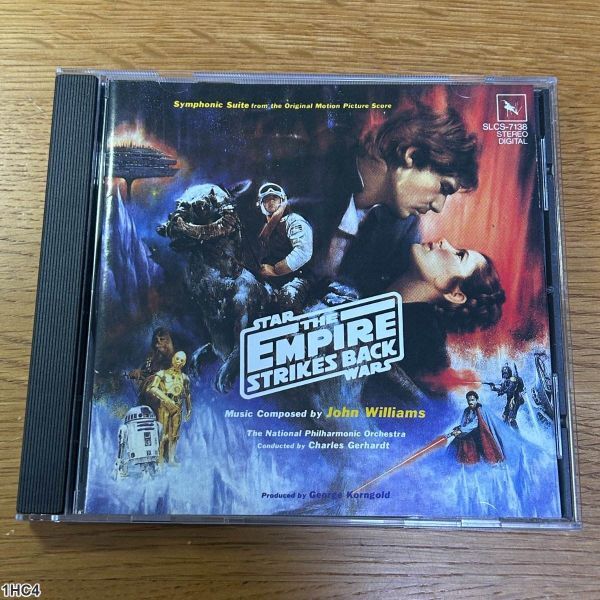 Symphonic Suite from the Original Motion Picture Score
SLCS-7138
STEREO
DIGITAL
STAR
THE
EMPIRE
STRIKES BACK
WARS
Music Composed by John Williams
The National Philharmonic Orchestra
Conducted by Charles Gerhardt
Produced by George Korngold
1HC4